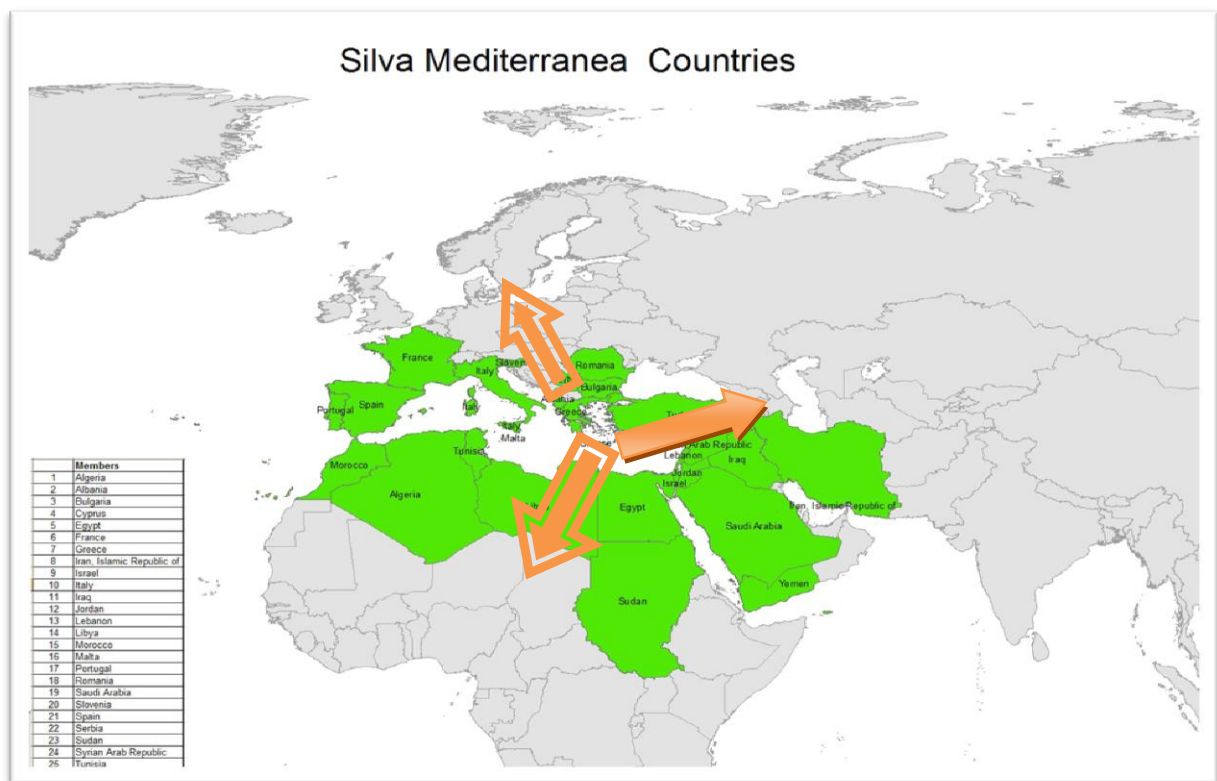 Silva Mediterranea Countries
France
Italy
Romania
Bulgaria
Portugal
Spain
Italy
Greece
Italy
Malta
Tunisi
Morocco
Algeria
Arab Republic
Lebanon
Iraq
Jordan
Israel
Egypt
Iran, Islamic Republic of
Saudi Arabia
Yemen
Sudan
Members
1 Algeria
2 Albania
3 Bulgaria
4 Cyprus
5 Egypt
6 France
7 Greece
8 Iran, Islamic Republic of
9 Israel
10 Italy
11 Iraq
12 Jordan
13 Lebanon
14 Libya
15 Morocco
16 Malta
17 Portugal
18 Romania
19 Saudi Arabia
20 Slovenia
21 Spain
22 Serbia
23 Sudan
24 Syrian Arab Republic
25 Tunisia